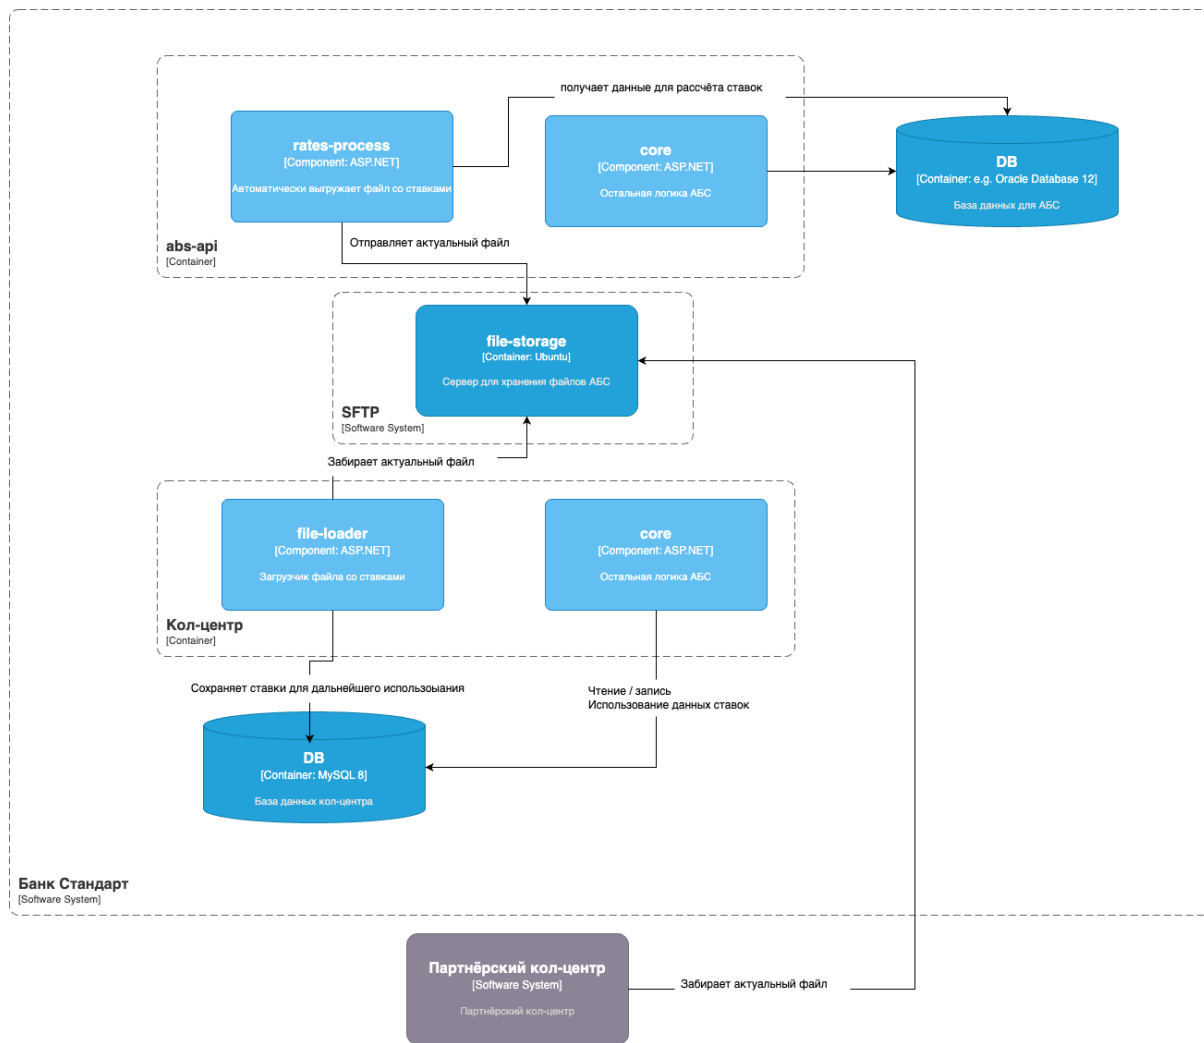 получает данные для рассчёта ставок
rates-process
[Component: ASP.NET]
Автоматически выгружает файл со ставками
core
[Component: ASP.NET]
Остальная логика АБС
DB
[Container: e.g. Oracle Database 12]
База данных для АБС
Отправляет актуальный файл
abs-api
[Container]
file-storage
[Container: Ubuntu]
Сервер для хранения файлов АБС
SFTP
[Software System]
Забирает актуальный файл
file-loader
[Component: ASP.NET]
Загрузчик файла со ставками
core
[Component: ASP.NET]
Остальная логика АБС
Кол-центр
[Container]
Сохраняет ставки для дальнейшего использоыания
Чтение / запись
Использование данных ставок
DB
[Container: MySQL 8]
База данных кол-центра
Банк Стандарт
[Software System]
Партнёрский кол-центр
[Software System]
Партнёрский кол-центр
Забирает актуальный файл